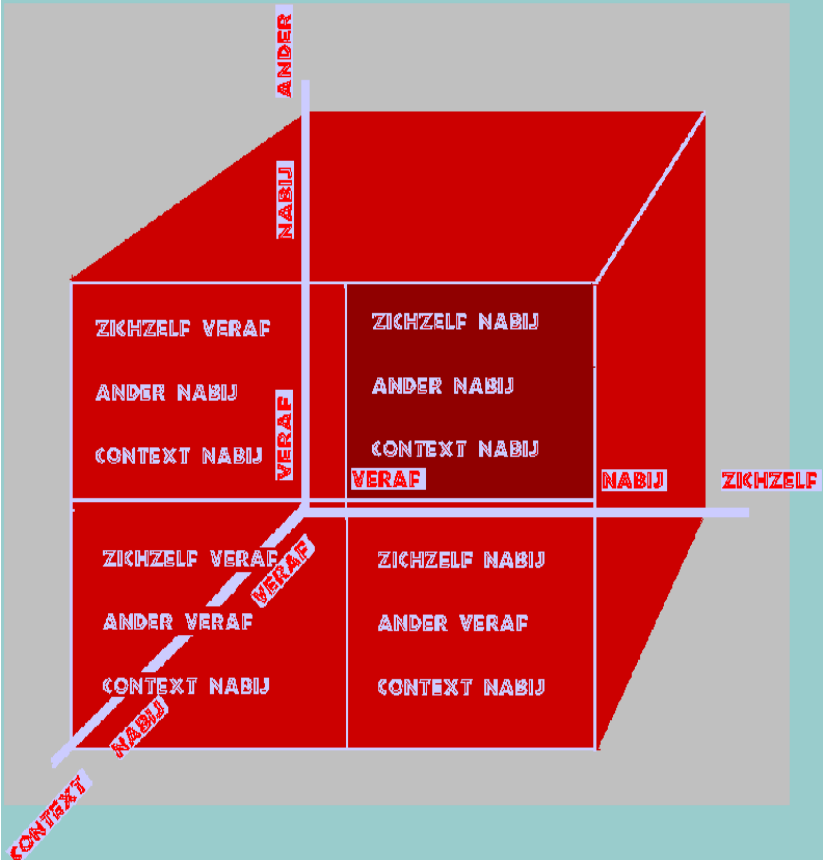 ANDER
NABIJ
ZICHZELF VERAF
ANDER NABIJ
CONTEXT NABIJ
VERAF
ZICHZELF NABIJ
ANDER NABIJ
CONTEXT NABIJ
VERAF
NABIJ
ZICHZELF
ZICHZELF VERAF
ANDER VERAF
CONTEXT NABIJ
VERAF
ZICHZELF NABIJ
ANDER VERAF
CONTEXT NABIJ
NABIJ
CONTEXT